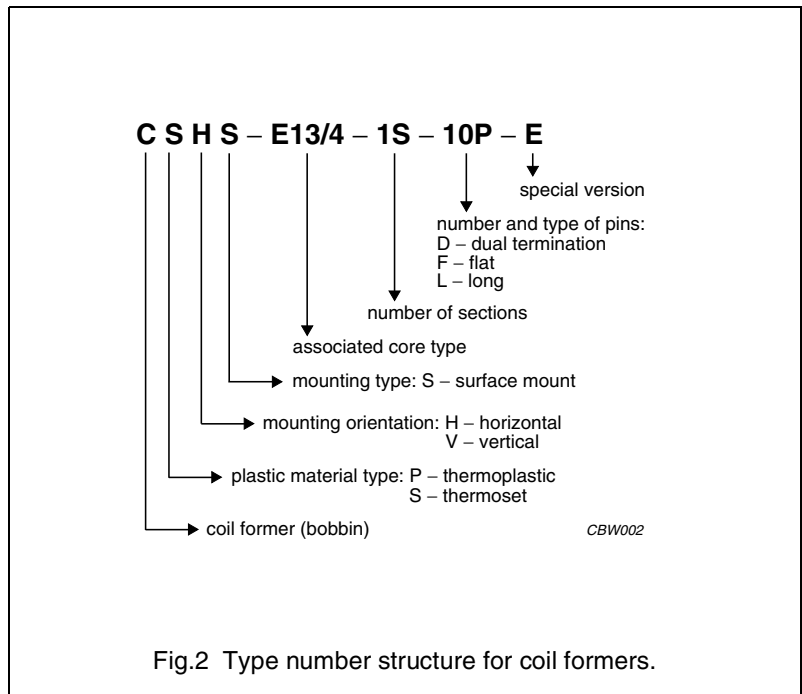 C S H S – E13/4 – 1S – 10P – E
special version
number and type of pins:
D – dual termination
F – flat
L – long
number of sections
associated core type
mounting type: S – surface mount
mounting orientation: H – horizontal
V – vertical
plastic material type: P – thermoplastic
S – thermoset
coil former (bobbin)
CBW002
Fig.2 Type number structure for coil formers.